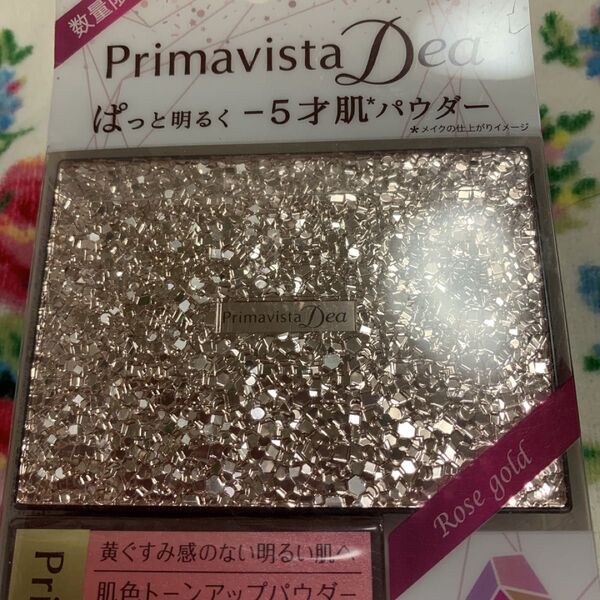 数量限
Primavista Dea
ぱっと明るく －5才肌*パウダー
*メイクの仕上がりイメージ
Primavista Dea
Rose gold
黄ぐすみ感のない明るい肌へ
肌色トーンアップパウダー
Pri